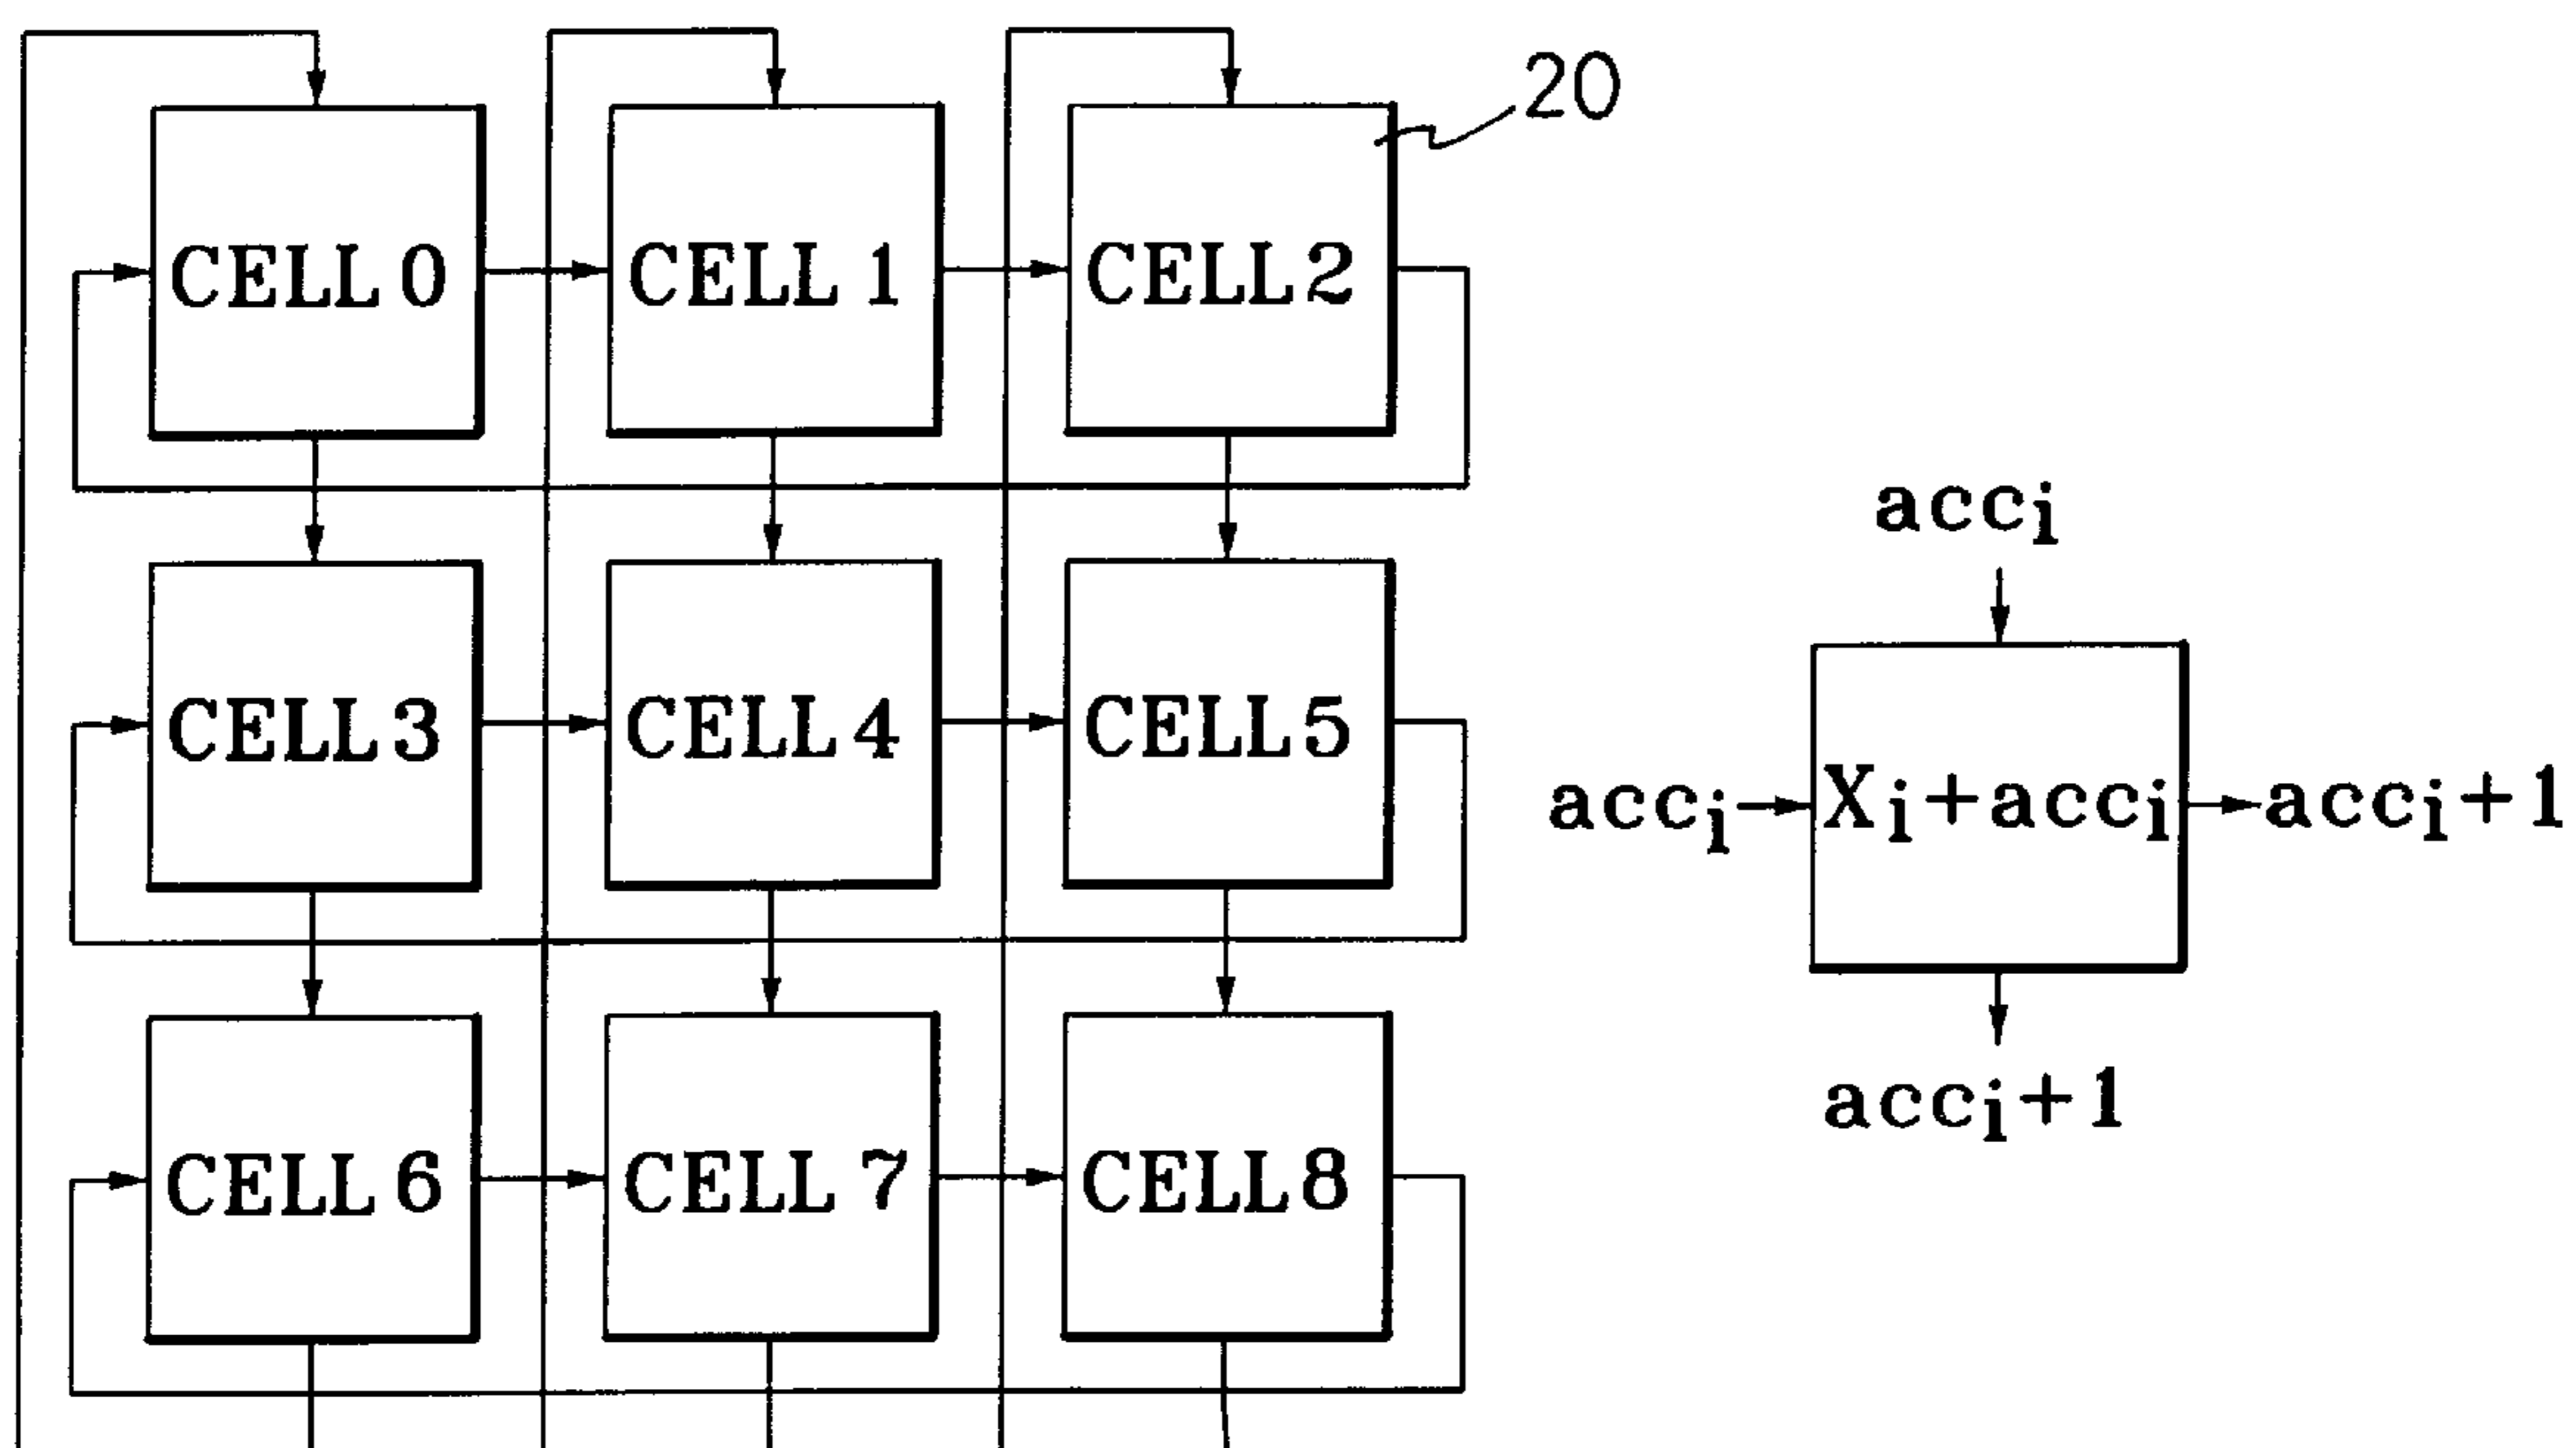 20
CELL 0
CELL 1
CELL 2
acci
CELL 3
CELL 4
CELL 5
acci
Xi+acci
acci+1
acci+1
CELL 6
CELL 7
CELL 8